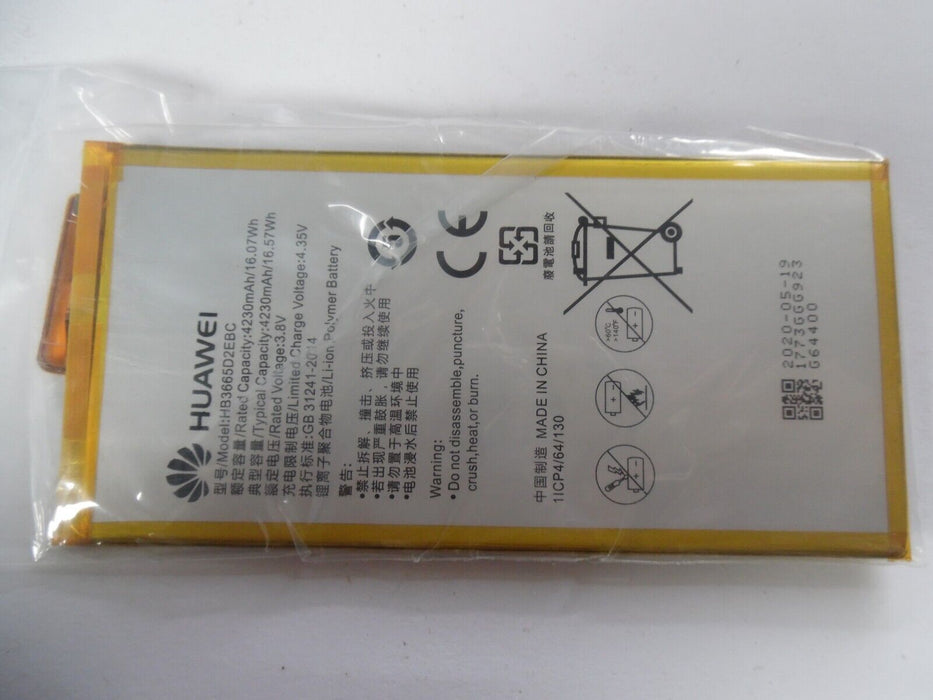 HUAWEI
型号/Model:HB3665D2EBC
额定容量/Rated Capacity:4230mAh/16.07Wh
典型容量/Typical Capacity:4230mAh/16.57Wh
额定电压/Rated Voltage:3.8V
充电限制电压/Limited Charge Voltage:4.35V
执行标准:GB 31241-2014
锂离子聚合物电池/Li-ion Polymer Battery
警告:
•禁止拆解、撞击、挤压或投入火中
•若出现严重鼓胀,请勿继续使用
•请勿置于高温环境中
•电池浸水后禁止使用
Warning:
•Do not disassemble,puncture,
crush,heat,or burn.
CE
廢電池請回收
中国制造 MADE IN CHINA
1ICP4/64/130
>60℃
>140℉
2020-05-19
1773GGG923
G64400